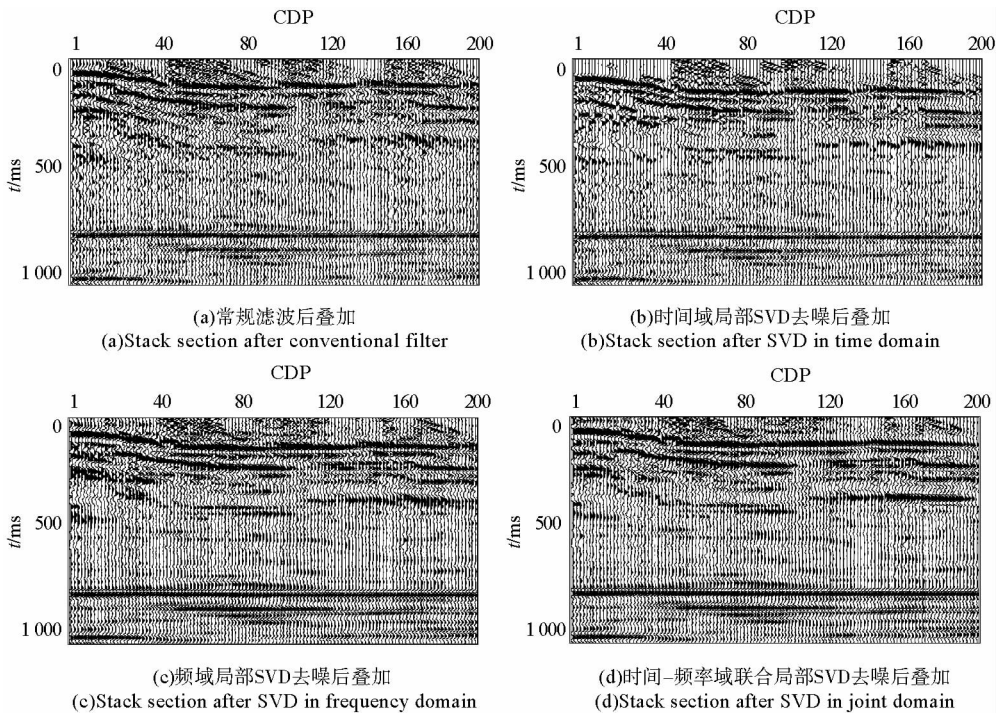 CDP
1 40 80 120 160 200
0
500
t/ms
1 000
(a)常规滤波后叠加
(a)Stack section after conventional filter
CDP
1 40 80 120 160 200
0
500
t/ms
1 000
(b)时间域局部SVD去噪后叠加
(b)Stack section after SVD in time domain
CDP
1 40 80 120 160 200
0
500
t/ms
1 000
(c)频域局部SVD去噪后叠加
(c)Stack section after SVD in frequency domain
CDP
1 40 80 120 160 200
0
500
t/ms
1 000
(d)时间–频率域联合局部SVD去噪后叠加
(d)Stack section after SVD in joint domain